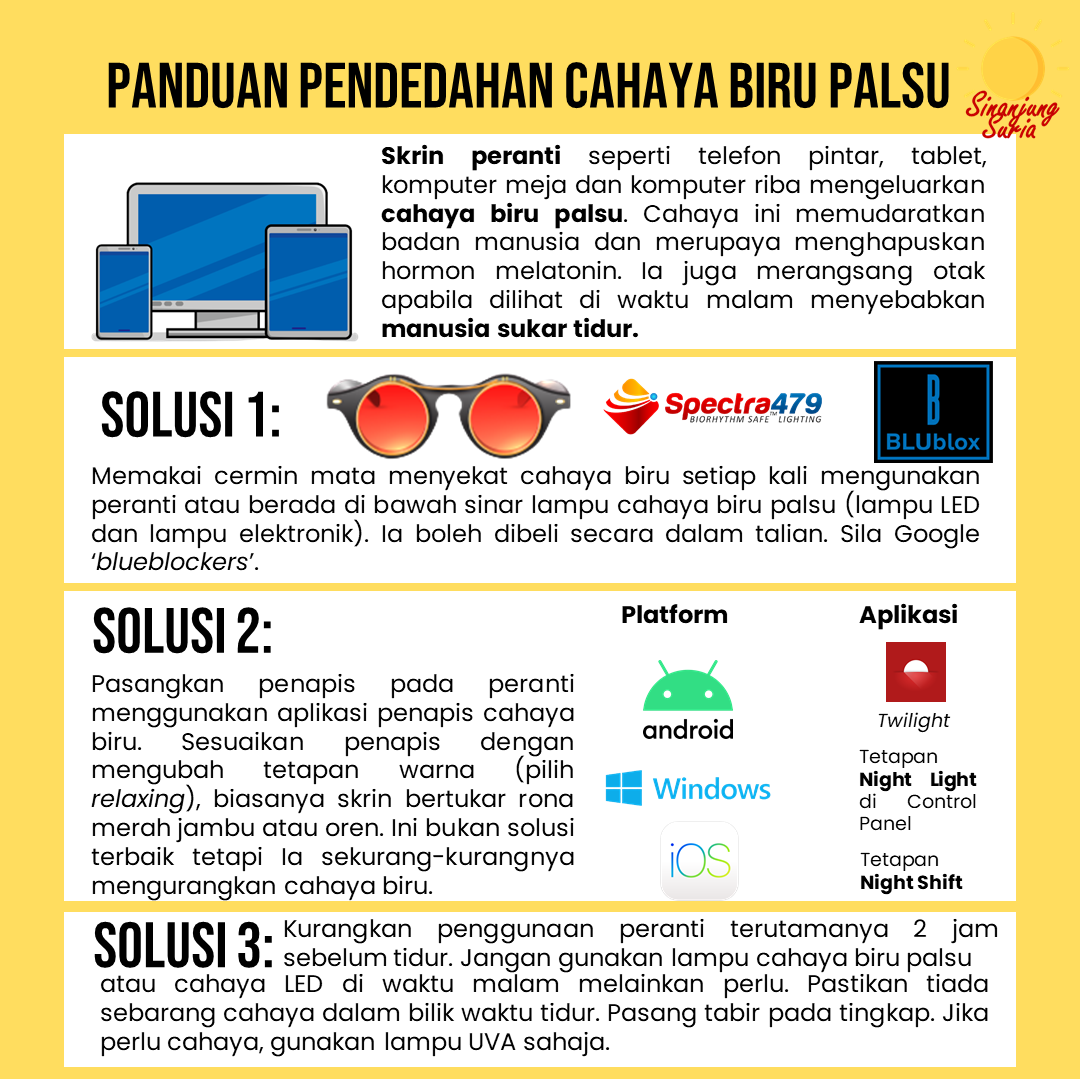 PANDUAN PENDEDAHAN CAHAYA BIRU PALSU
Sinanjung
Suria
Skrin peranti seperti telefon pintar, tablet,
komputer meja dan komputer riba mengeluarkan
cahaya biru palsu. Cahaya ini memudaratkan
badan manusia dan merupaya menghapuskan
hormon melatonin. Ia juga merangsang otak
apabila dilihat di waktu malam menyebabkan
manusia sukar tidur.
SOLUSI 1:
Spectra479
BIORHYTHM SAFE™ LIGHTING
B
BLUblox
Memakai cermin mata menyekat cahaya biru setiap kali mengunakan
peranti atau berada di bawah sinar lampu cahaya biru palsu (lampu LED
dan lampu elektronik). Ia boleh dibeli secara dalam talian. Sila Google
‘blueblockers’.
SOLUSI 2:
Pasangkan penapis pada peranti
menggunakan aplikasi penapis cahaya
biru. Sesuaikan penapis dengan
mengubah tetapan warna (pilih
relaxing), biasanya skrin bertukar rona
merah jambu atau oren. Ini bukan solusi
terbaik tetapi Ia sekurang-kurangnya
mengurangkan cahaya biru.
Platform
Aplikasi
android
Twilight
Windows
Tetapan
Night Light
di Control
Panel
iOS
Tetapan
Night Shift
SOLUSI 3:
Kurangkan penggunaan peranti terutamanya 2 jam
sebelum tidur. Jangan gunakan lampu cahaya biru palsu
atau cahaya LED di waktu malam melainkan perlu. Pastikan tiada
sebarang cahaya dalam bilik waktu tidur. Pasang tabir pada tingkap. Jika
perlu cahaya, gunakan lampu UVA sahaja.